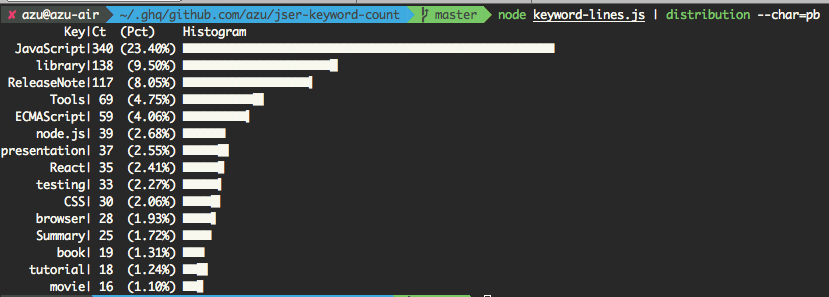 ✘ azu@azu-air ~/.ghq/github.com/azu/jser-keyword-count master node keyword-lines.js | distribution --char=pb
Key|Ct (Pct) Histogram
JavaScript|340 (23.40%)
library|138 (9.50%)
ReleaseNote|117 (8.05%)
Tools| 69 (4.75%)
ECMAScript| 59 (4.06%)
node.js| 39 (2.68%)
presentation| 37 (2.55%)
React| 35 (2.41%)
testing| 33 (2.27%)
CSS| 30 (2.06%)
browser| 28 (1.93%)
Summary| 25 (1.72%)
book| 19 (1.31%)
tutorial| 18 (1.24%)
movie| 16 (1.10%)